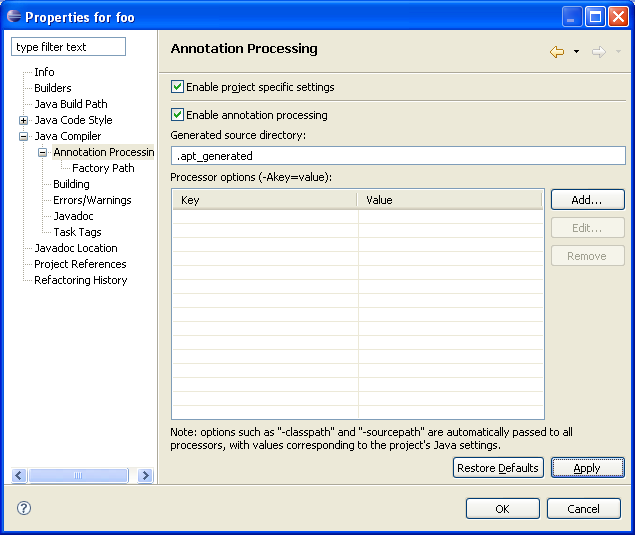 Properties for foo
type filter text
Info
Builders
Java Build Path
Java Code Style
Java Compiler
Annotation Processin
Factory Path
Building
Errors/Warnings
Javadoc
Task Tags
Javadoc Location
Project References
Refactoring History
Annotation Processing
Enable project specific settings
Enable annotation processing
Generated source directory:
.apt_generated
Processor options (-Akey=value):
Key Value
Add...
Edit...
Remove
Note: options such as "-classpath" and "-sourcepath" are automatically passed to all
processors, with values corresponding to the project's Java settings.
Restore Defaults Apply
? OK Cancel